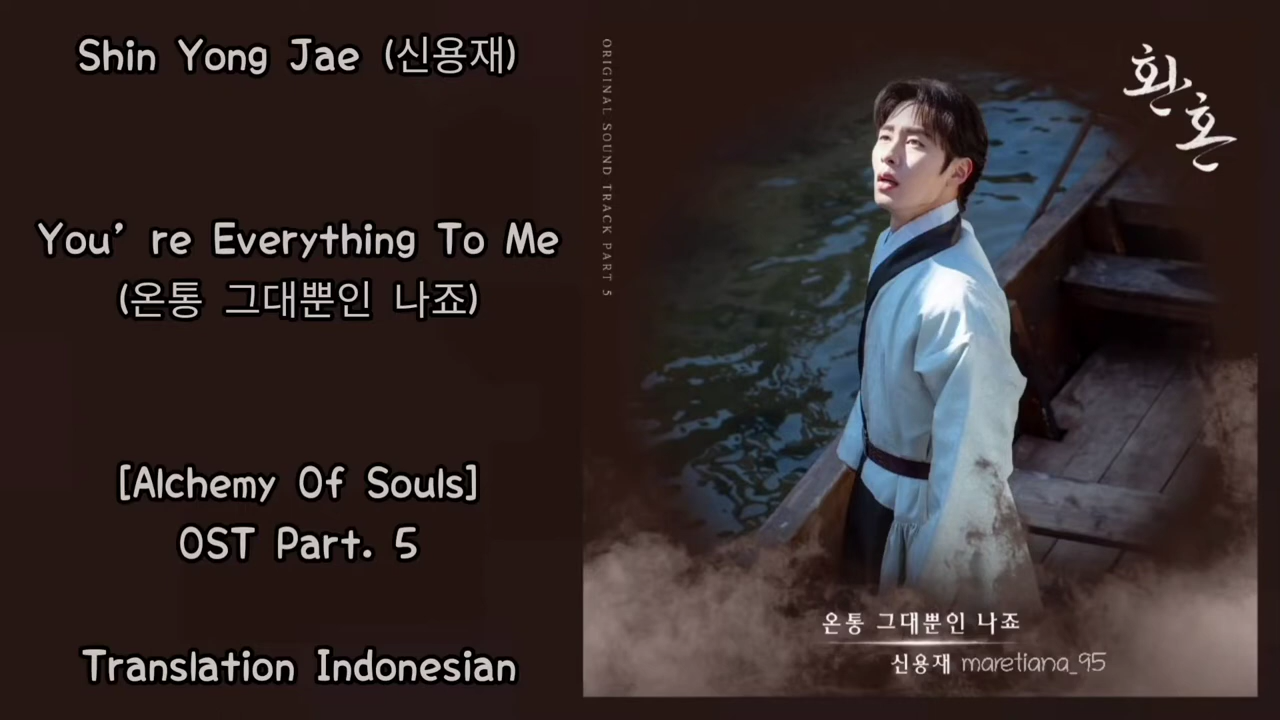 Shin Yong Jae (신용재)
You're Everything To Me
(온통 그대뿐인 나죠)
[Alchemy Of Souls]
OST Part. 5
Translation Indonesian
ORIGINAL SOUND TRACK PART 5
환혼
온통 그대뿐인 나죠
신용재 maretiana_95